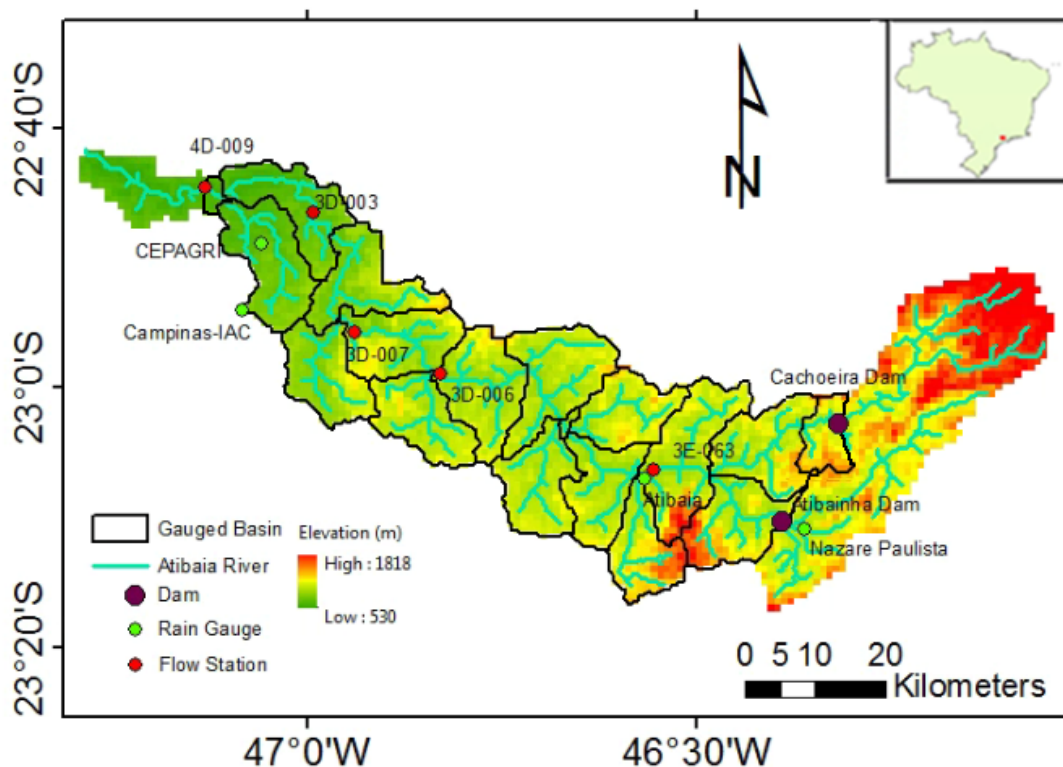 22°40'S
23°0'S
23°20'S
4D-009
3D-003
CEPAGRI
Campinas-IAC
3D-007
3D-006
N
Cachoeira Dam
3E-063
Atibaia
Atibainha Dam
Nazare Paulista
Gauged Basin
Atibaia River
Dam
Rain Gauge
Flow Station
Elevation (m)
High : 1818
Low : 530
0 5 10 20
Kilometers
47°0'W
46°30'W